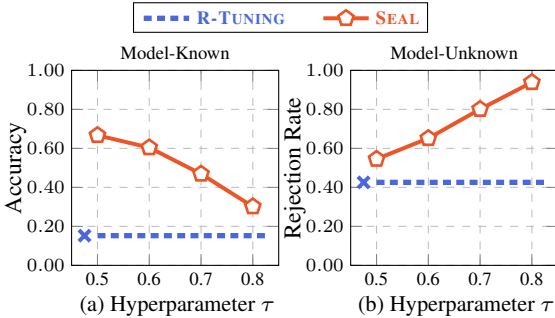 R-TUNING SEAL
Model-Known
Model-Unknown
1.00
0.80
0.60
0.40
0.20
0.00
Accuracy
0.5 0.6 0.7 0.8
(a) Hyperparameter τ
1.00
0.80
0.60
0.40
0.20
0.00
Rejection Rate
0.5 0.6 0.7 0.8
(b) Hyperparameter τ